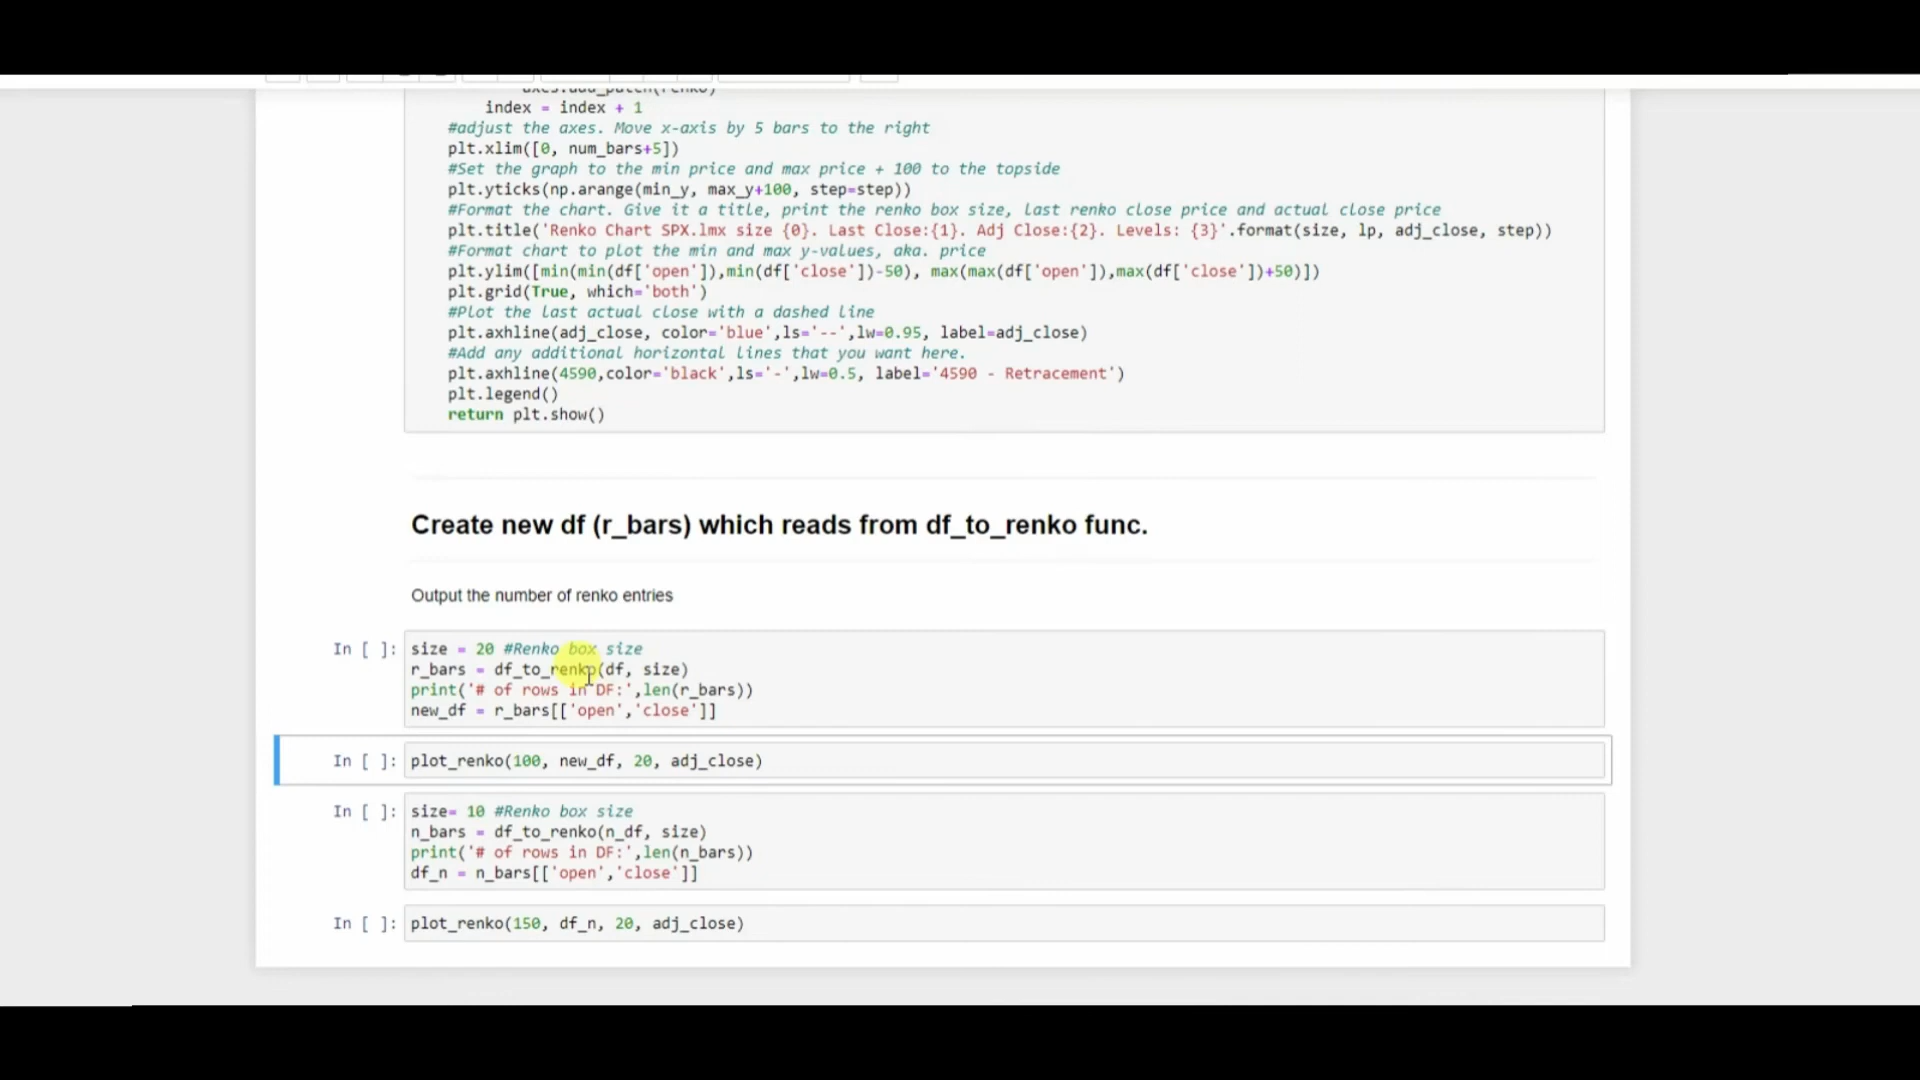 index = index + 1
#adjust the axes. Move x-axis by 5 bars to the right
plt.xlim([0, num_bars+5])
#Set the graph to the min price and max price + 100 to the topside
plt.yticks(np.arange(min_y, max_y+100, step=step))
#Format the chart. Give it a title, print the renko box size, last renko close price and actual close price
plt.title('Renko Chart SPX.lmx size {0}. Last Close:{1}. Adj Close:{2}. Levels: {3}'.format(size, lp, adj_close, step))
#Format chart to plot the min and max y-values, aka. price
plt.ylim([min(min(df['open']),min(df['close'])-50), max(max(df['open']),max(df['close'])+50)])
plt.grid(True, which='both')
#Plot the last actual close with a dashed line
plt.axhline(adj_close, color='blue',ls='--',lw=0.95, label=adj_close)
#Add any additional horizontal lines that you want here.
plt.axhline(4590,color='black',ls='-',lw=0.5, label='4590 - Retracement')
plt.legend()
return plt.show()
Create new df (r_bars) which reads from df_to_renko func.
Output the number of renko entries
In [ ]: size = 20 #Renko box size
r_bars = df_to_renko(df, size)
print('# of rows in DF:',len(r_bars))
new_df = r_bars[['open','close']]
In [ ]: plot_renko(100, new_df, 20, adj_close)
In [ ]: size= 10 #Renko box size
n_bars = df_to_renko(n_df, size)
print('# of rows in DF:',len(n_bars))
df_n = n_bars[['open','close']]
In [ ]: plot_renko(150, df_n, 20, adj_close)